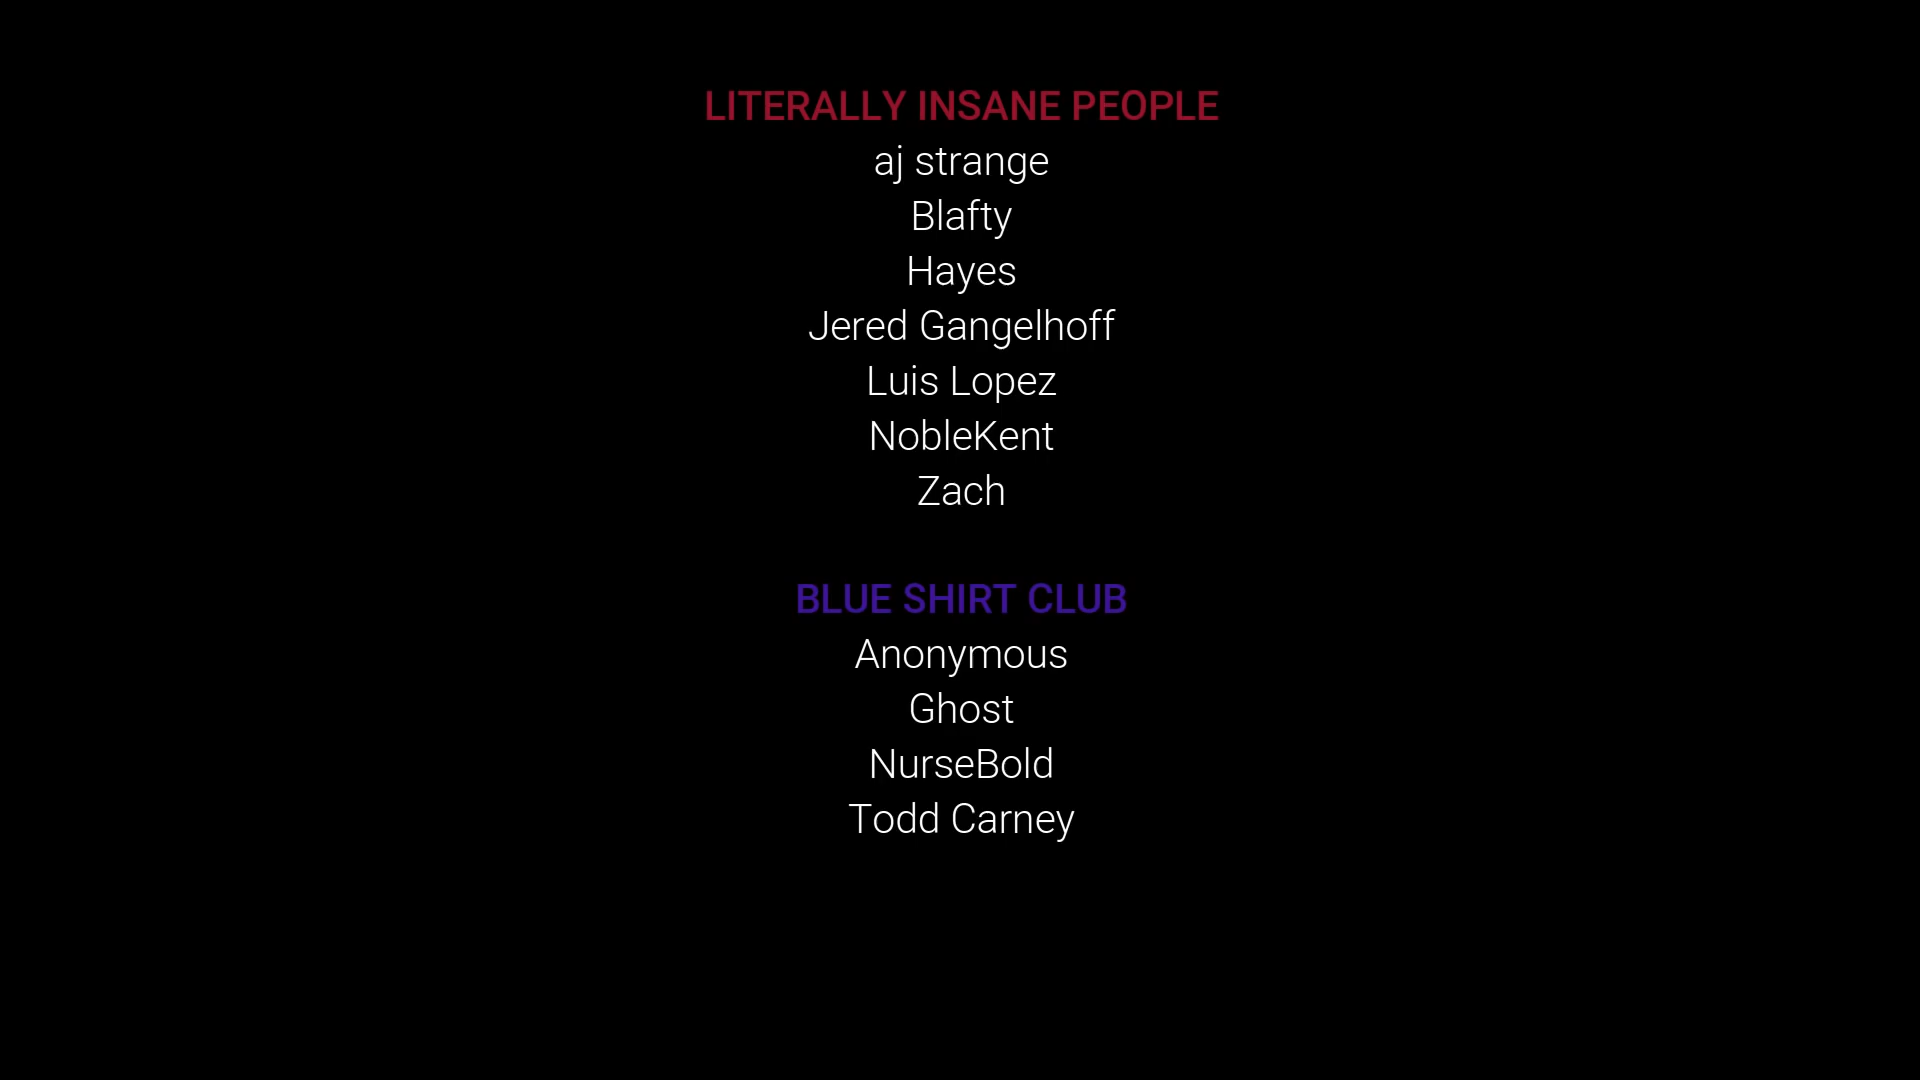 LITERALLY INSANE PEOPLE
aj strange
Blafty
Hayes
Jered Gangelhoff
Luis Lopez
NobleKent
Zach
BLUE SHIRT CLUB
Anonymous
Ghost
NurseBold
Todd Carney